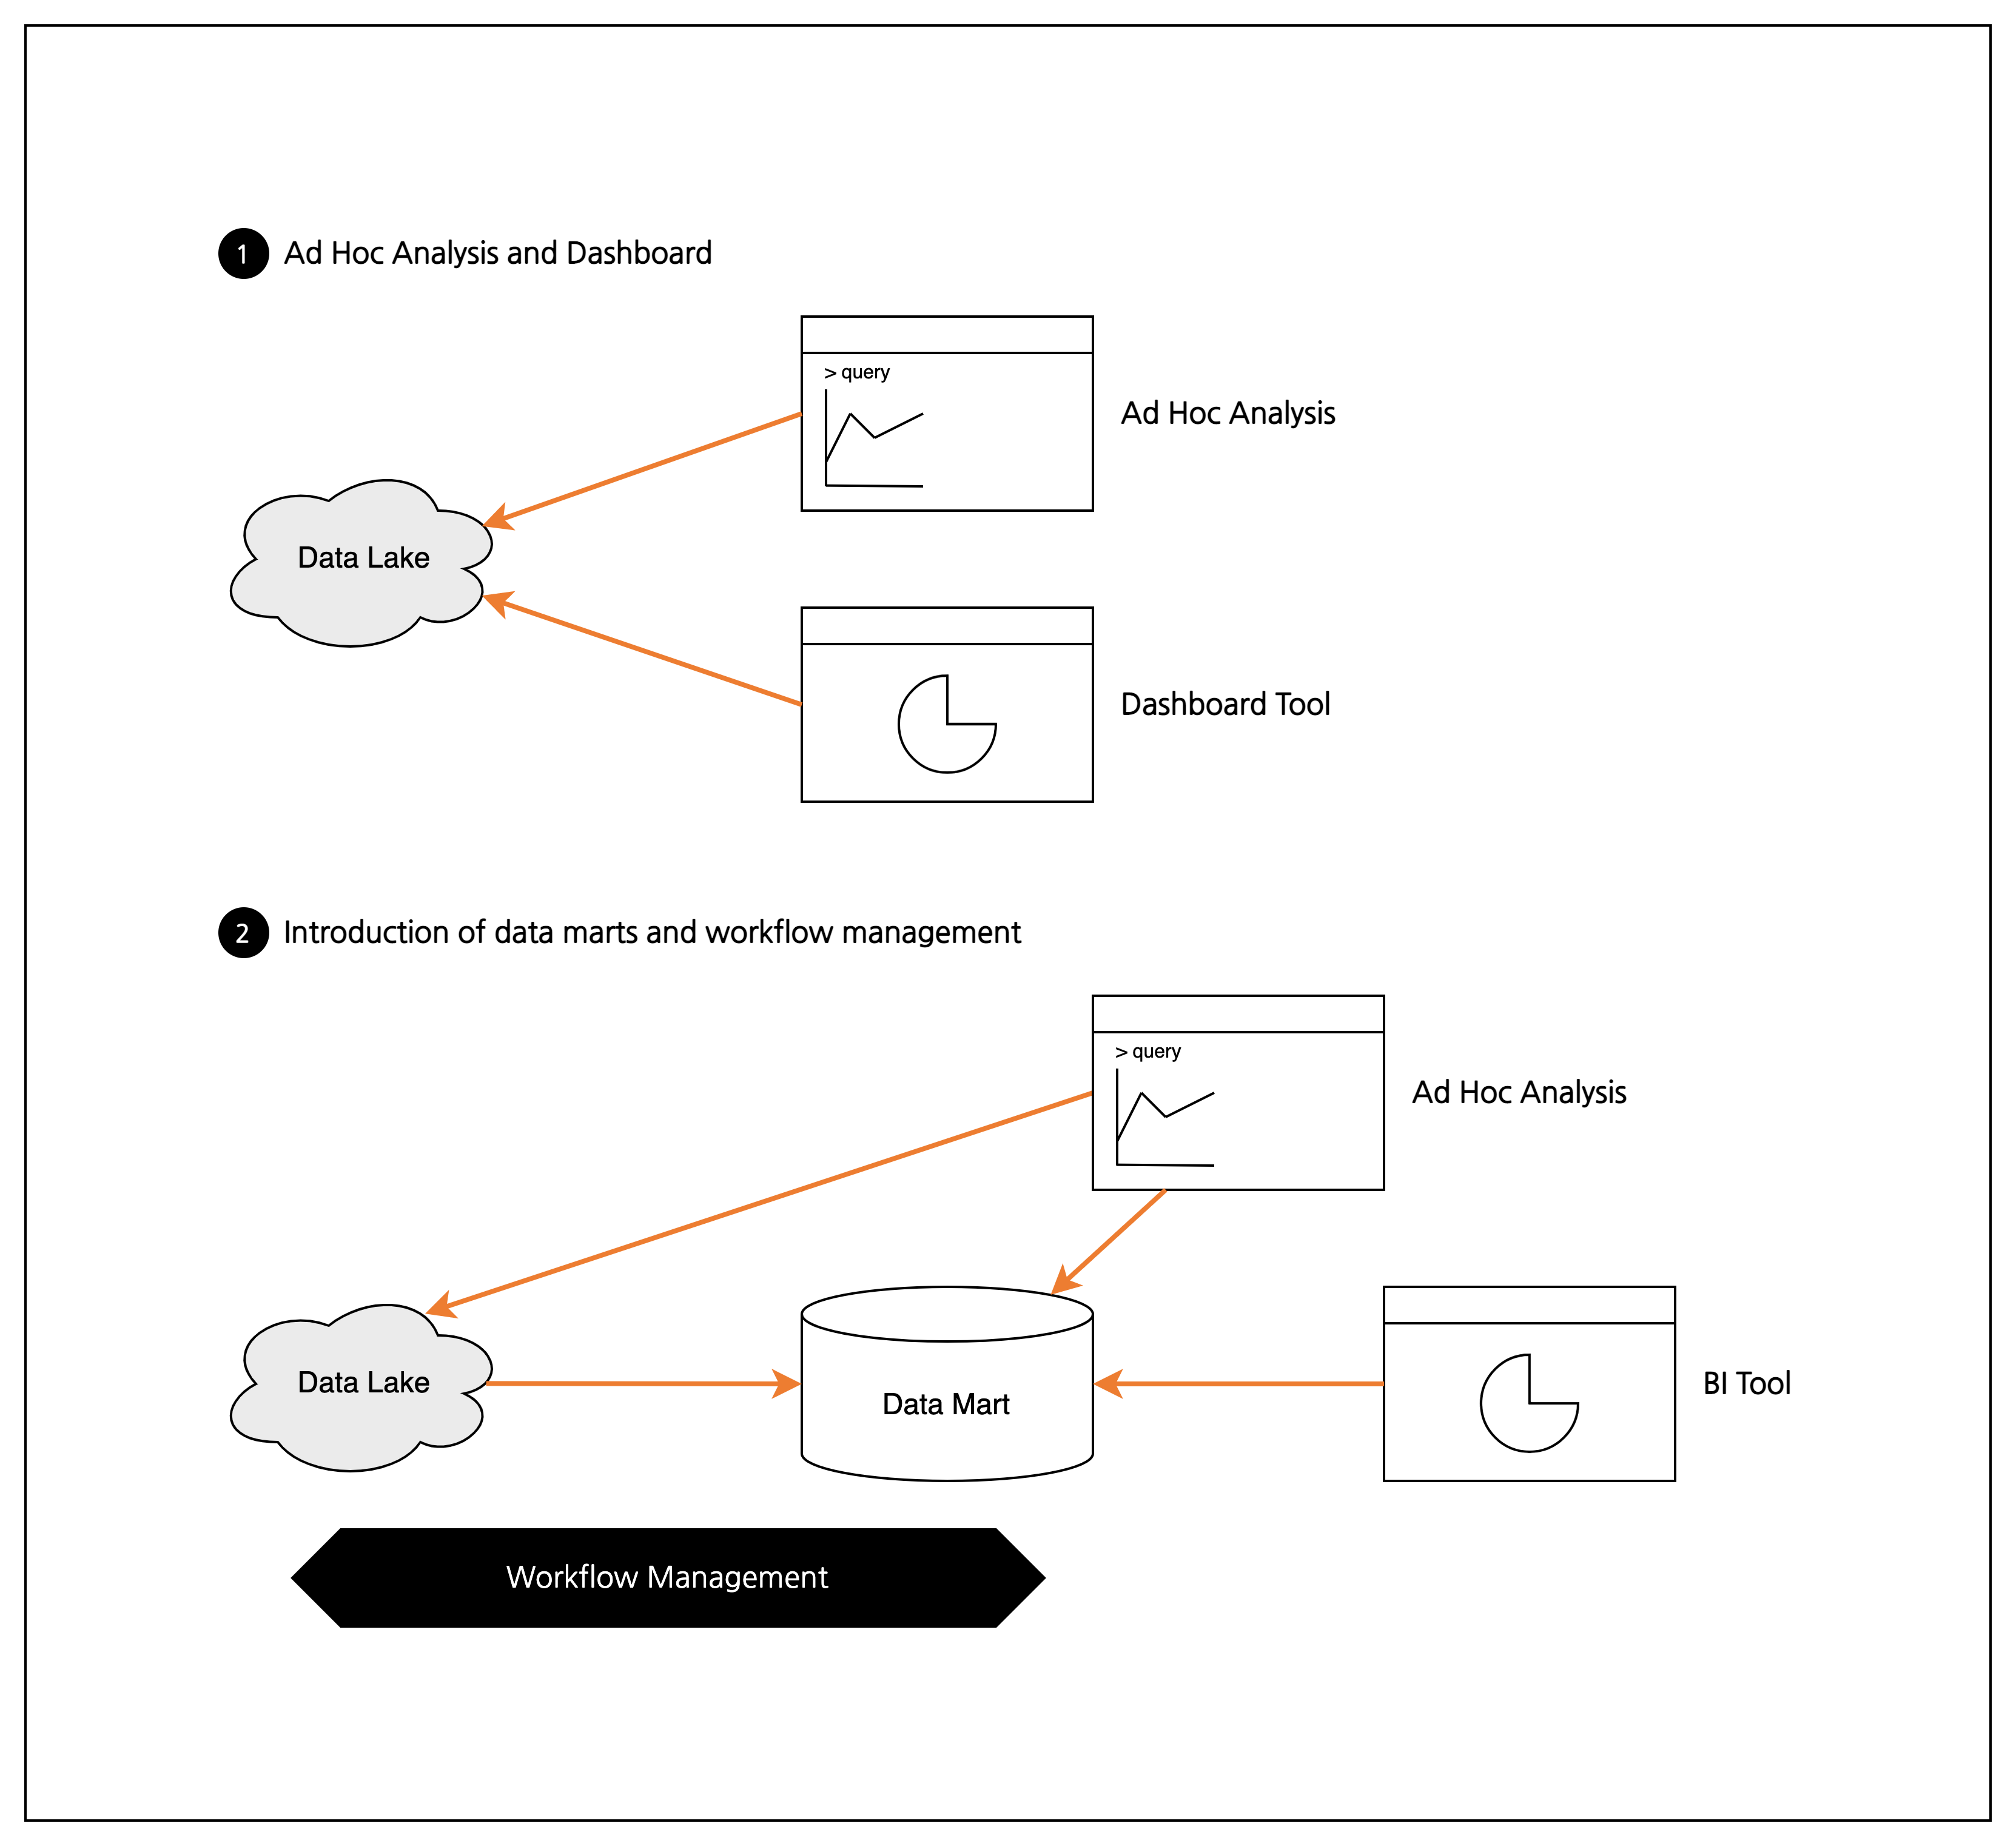 1 Ad Hoc Analysis and Dashboard
> query
Ad Hoc Analysis
Data Lake
Dashboard Tool
2 Introduction of data marts and workflow management
> query
Ad Hoc Analysis
Data Lake
Data Mart
BI Tool
Workflow Management